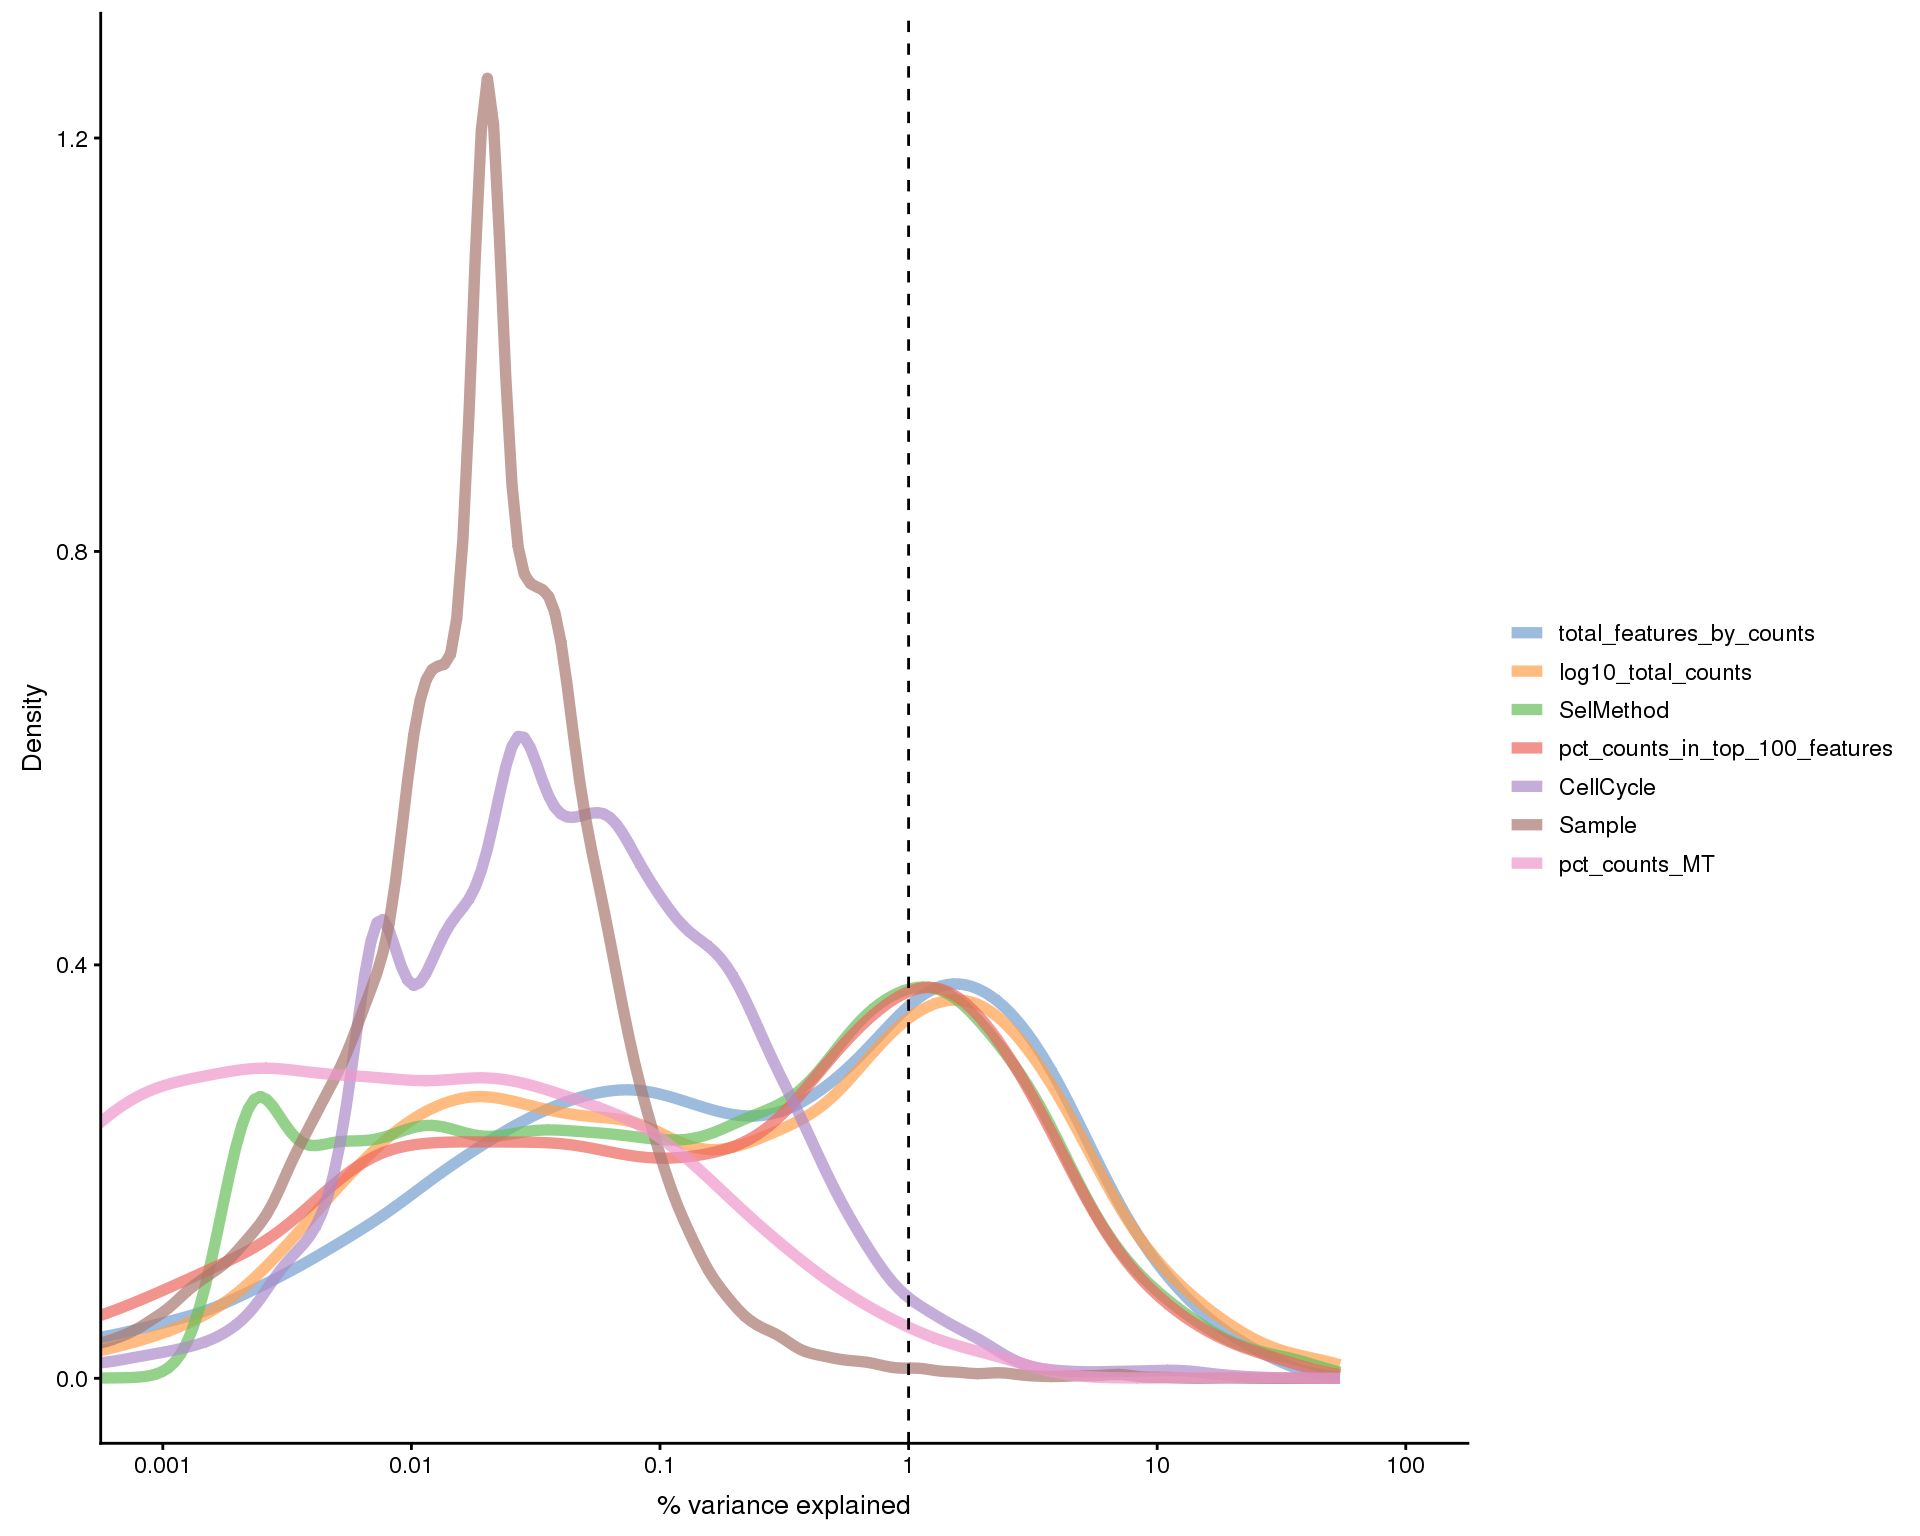 1.2
0.8
0.4
0.0
Density
0.001
0.01
0.1
1
10
100
% variance explained
total_features_by_counts
log10_total_counts
SelMethod
pct_counts_in_top_100_features
CellCycle
Sample
pct_counts_MT